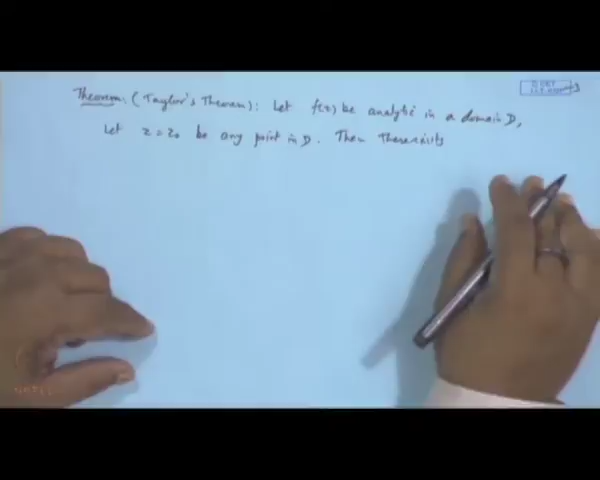 Theorem. (Taylor's Theorem): Let f(z) be analytic in a domain D,
Let z = z₀ be any point in D. Then there exists